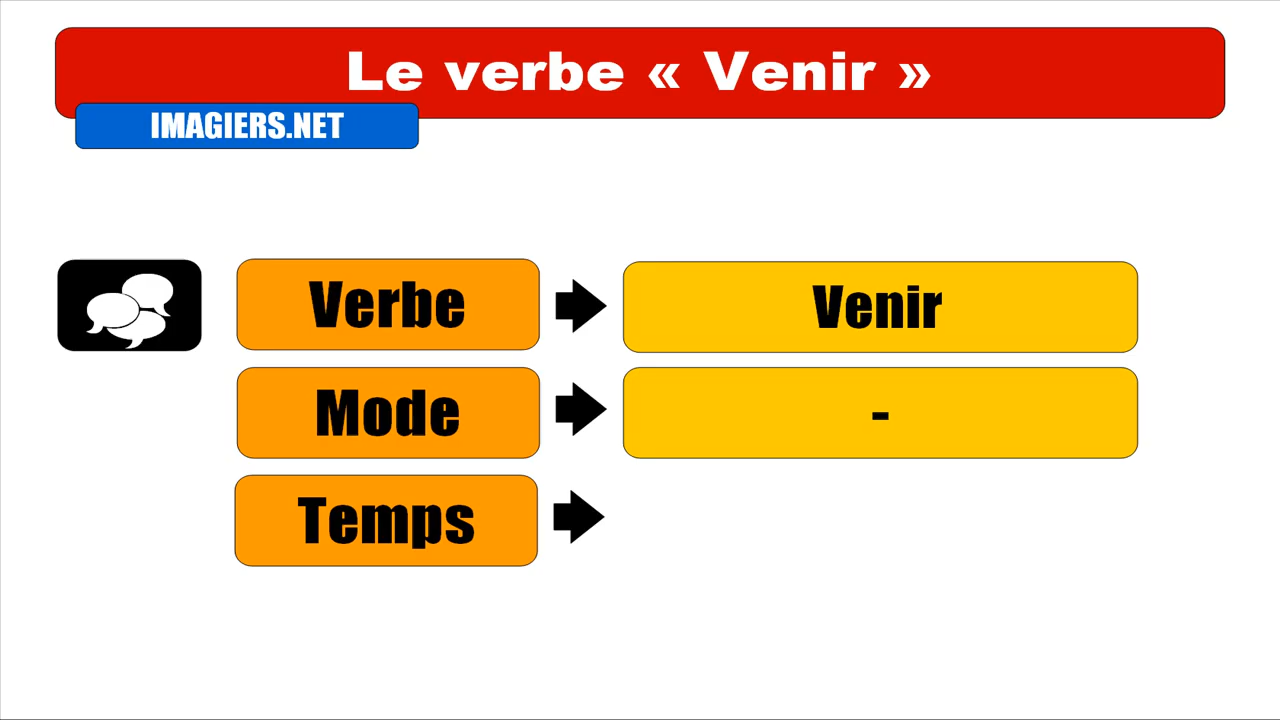 Le verbe « Venir »
IMAGIERS.NET
Verbe Venir
Mode -
Temps